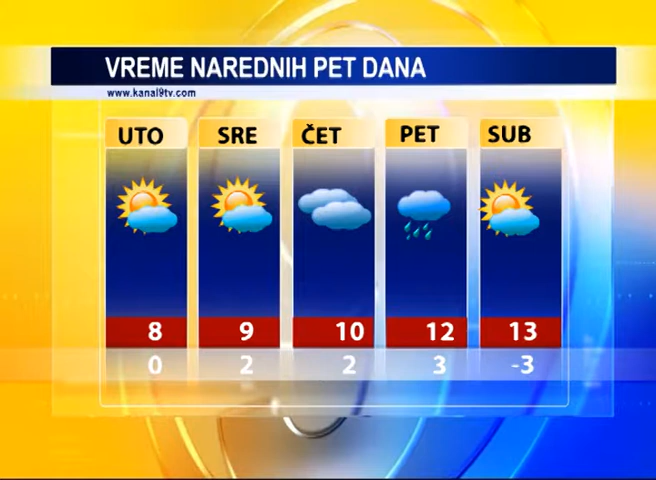 VREME NAREDNIH PET DANA
www.kanal9tv.com
UTO SRE ČET PET SUB
8 9 10 12 13
0 2 2 3 -3